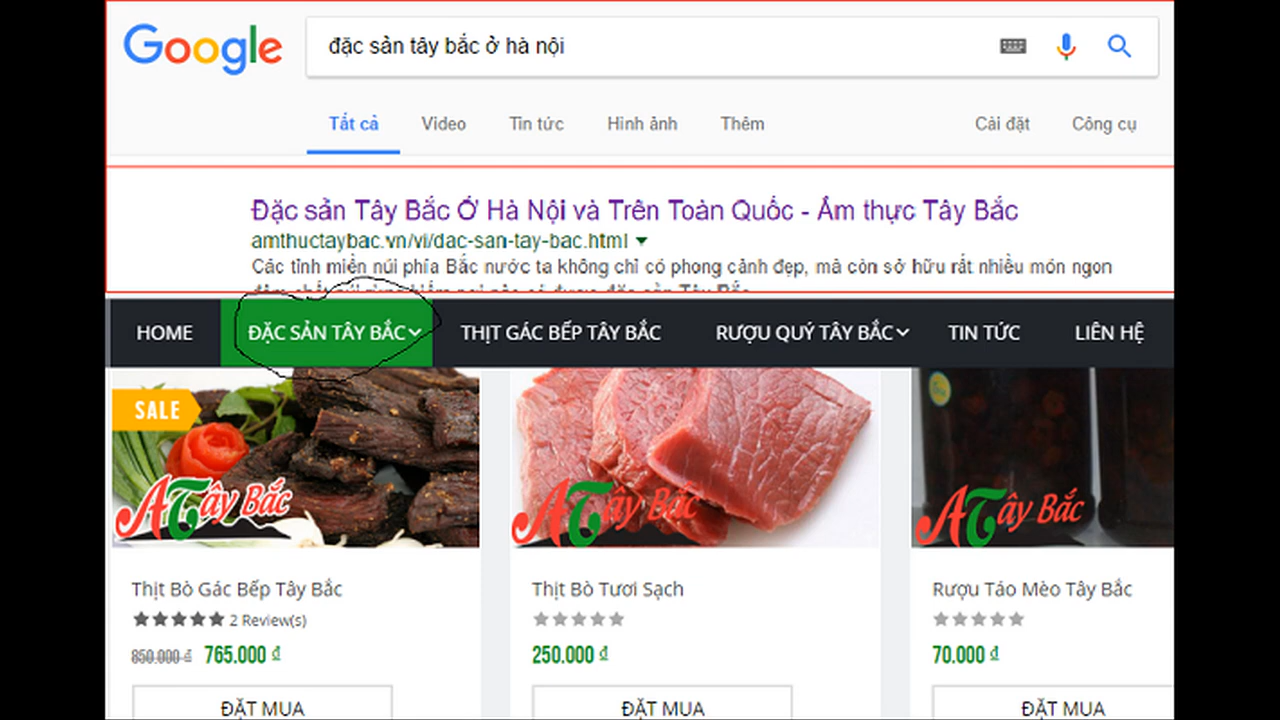 Google
đặc sản tây bắc ở hà nội
Tất cả Video Tin tức Hình ảnh Thêm Cài đặt Công cụ
Đặc sản Tây Bắc Ở Hà Nội và Trên Toàn Quốc - Ẩm thực Tây Bắc
amthuctaybac.vn/vi/dac-san-tay-bac.html
Các tỉnh miền núi phía Bắc nước ta không chỉ có phong cảnh đẹp, mà còn sở hữu rất nhiều món ngon
HOME ĐẶC SẢN TÂY BẮC THỊT GÁC BẾP TÂY BẮC RƯỢU QUÝ TÂY BẮC TIN TỨC LIÊN HỆ
SALE
ATây Bắc ATây Bắc ATây Bắc
Thịt Bò Gác Bếp Tây Bắc Thịt Bò Tươi Sạch Rượu Táo Mèo Tây Bắc
2 Review(s)
850.000 đ 765.000 đ 250.000 đ 70.000 đ
ĐẶT MUA ĐẶT MUA ĐẶT MUA